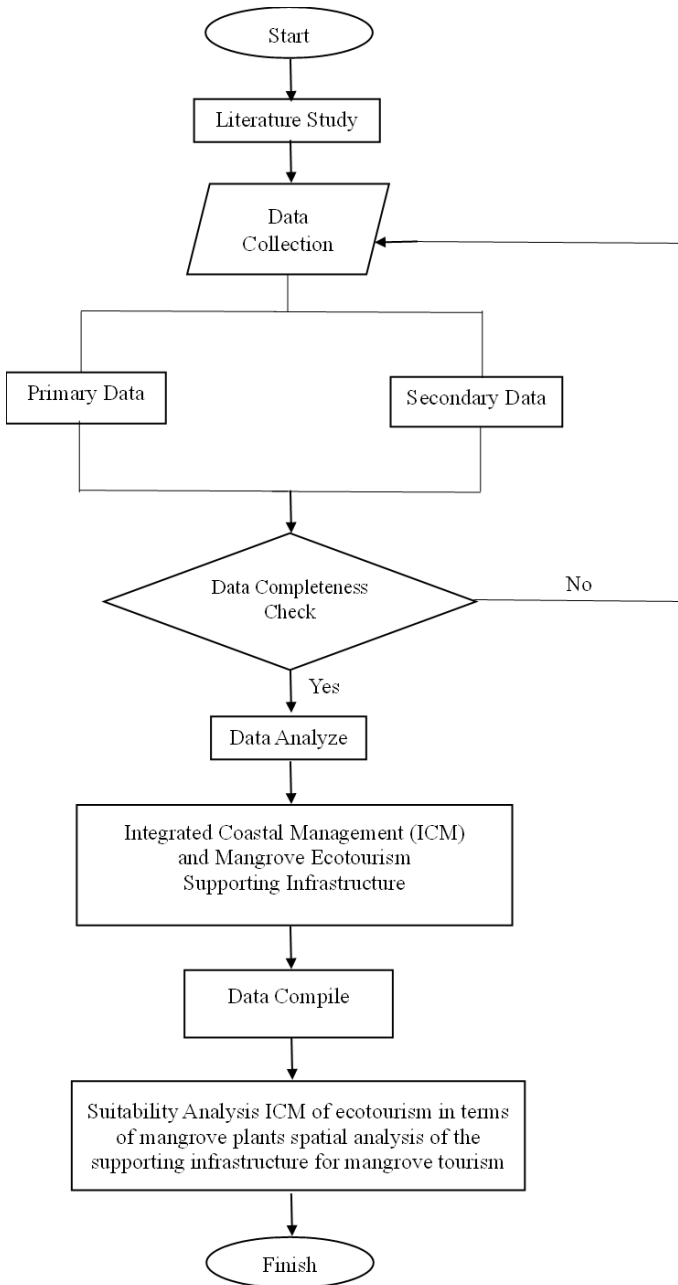 Start
Literature Study
Data
Collection
Primary Data
Secondary Data
Data Completeness
Check
No
Yes
Data Analyze
Integrated Coastal Management (ICM)
and Mangrove Ecotourism
Supporting Infrastructure
Data Compile
Suitability Analysis ICM of ecotourism in terms
of mangrove plants spatial analysis of the
supporting infrastructure for mangrove tourism
Finish